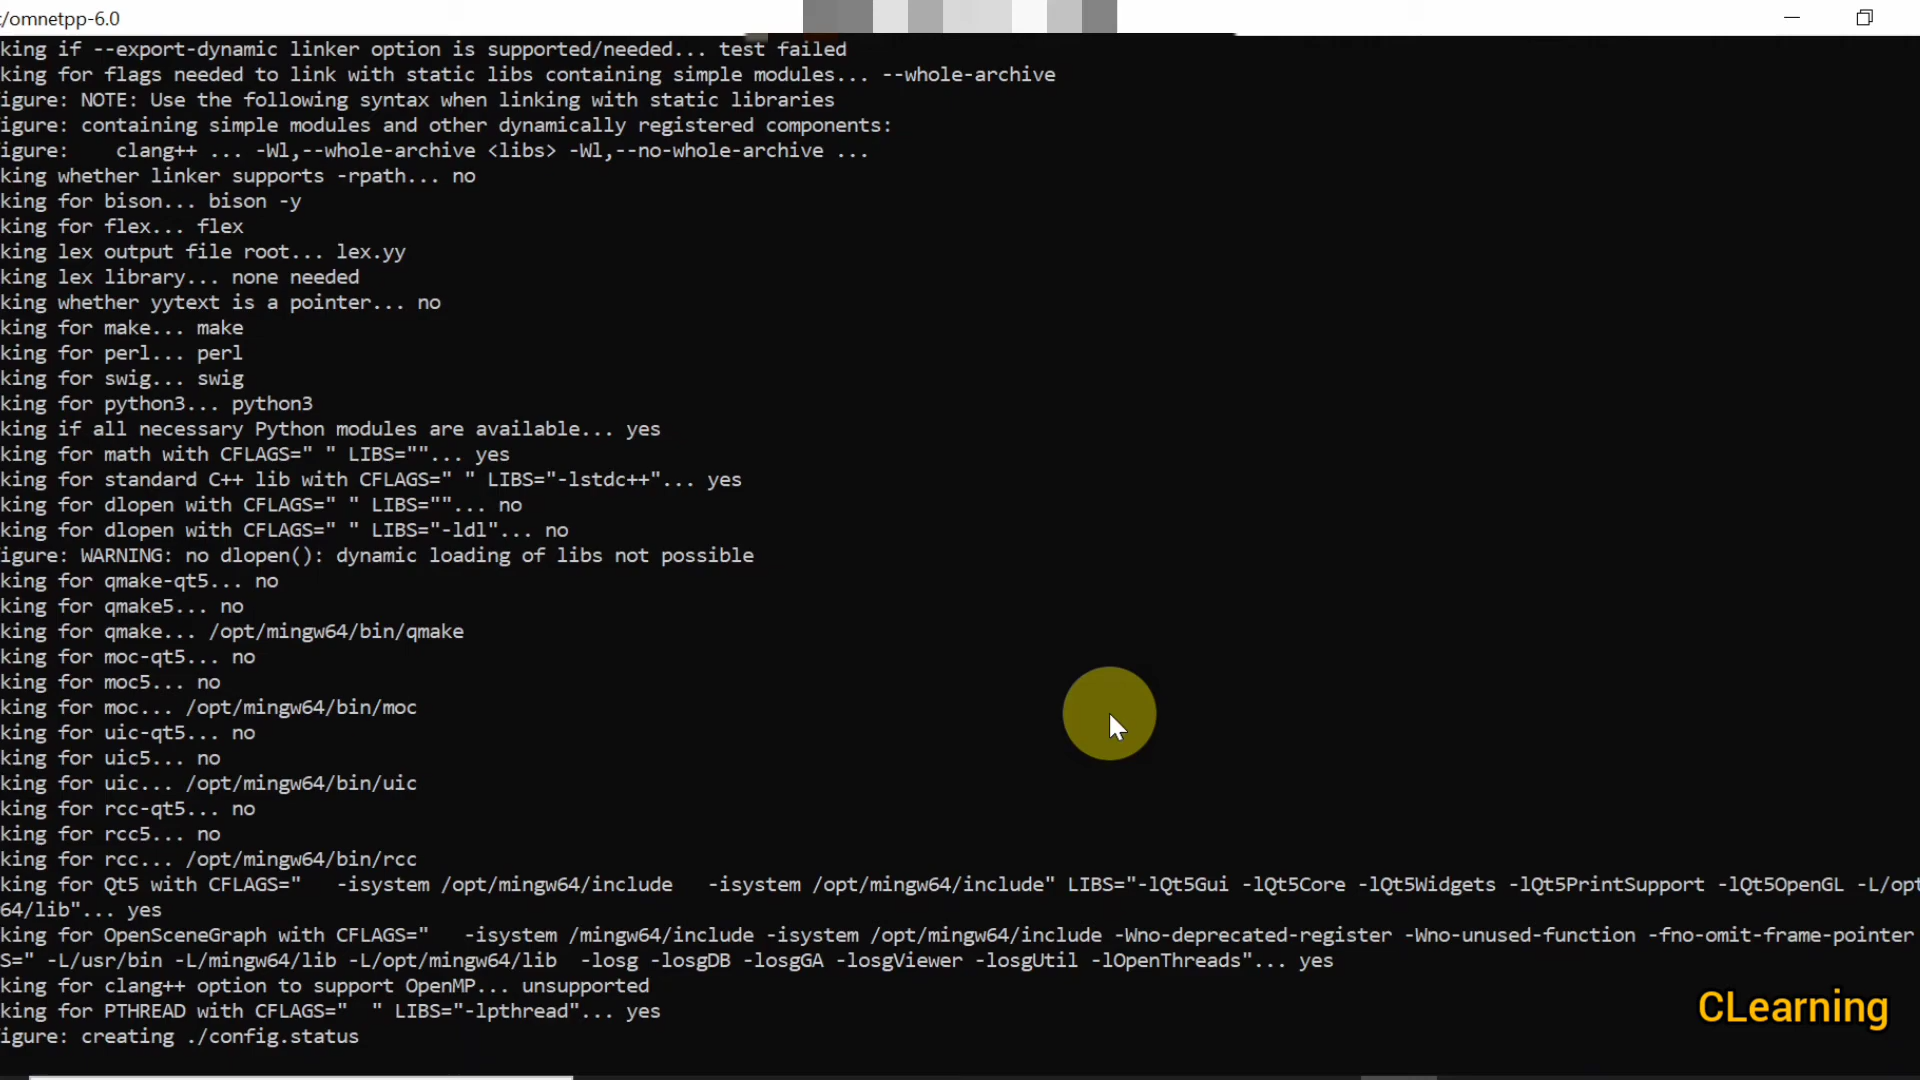 :/omnetpp-6.0
king if --export-dynamic linker option is supported/needed... test failed
king for flags needed to link with static libs containing simple modules... --whole-archive
igure: NOTE: Use the following syntax when linking with static libraries
igure: containing simple modules and other dynamically registered components:
igure:    clang++ ... -Wl,--whole-archive <libs> -Wl,--no-whole-archive ...
king whether linker supports -rpath... no
king for bison... bison -y
king for flex... flex
king lex output file root... lex.yy
king lex library... none needed
king whether yytext is a pointer... no
king for make... make
king for perl... perl
king for swig... swig
king for python3... python3
king if all necessary Python modules are available... yes
king for math with CFLAGS=" " LIBS=""... yes
king for standard C++ lib with CFLAGS=" " LIBS="-lstdc++"... yes
king for dlopen with CFLAGS=" " LIBS=""... no
king for dlopen with CFLAGS=" " LIBS="-ldl"... no
igure: WARNING: no dlopen(): dynamic loading of libs not possible
king for qmake-qt5... no
king for qmake5... no
king for qmake... /opt/mingw64/bin/qmake
king for moc-qt5... no
king for moc5... no
king for moc... /opt/mingw64/bin/moc
king for uic-qt5... no
king for uic5... no
king for uic... /opt/mingw64/bin/uic
king for rcc-qt5... no
king for rcc5... no
king for rcc... /opt/mingw64/bin/rcc
king for Qt5 with CFLAGS="   -isystem /opt/mingw64/include   -isystem /opt/mingw64/include" LIBS="-lQt5Gui -lQt5Core -lQt5Widgets -lQt5PrintSupport -lQt5OpenGL -L/opt
64/lib"... yes
king for OpenSceneGraph with CFLAGS="   -isystem /mingw64/include -isystem /opt/mingw64/include -Wno-deprecated-register -Wno-unused-function -fno-omit-frame-pointer
S=" -L/usr/bin -L/mingw64/lib -L/opt/mingw64/lib  -losg -losgDB -losgGA -losgViewer -losgUtil -lOpenThreads"... yes
king for clang++ option to support OpenMP... unsupported
king for PTHREAD with CFLAGS="  " LIBS="-lpthread"... yes
igure: creating ./config.status
CLearning